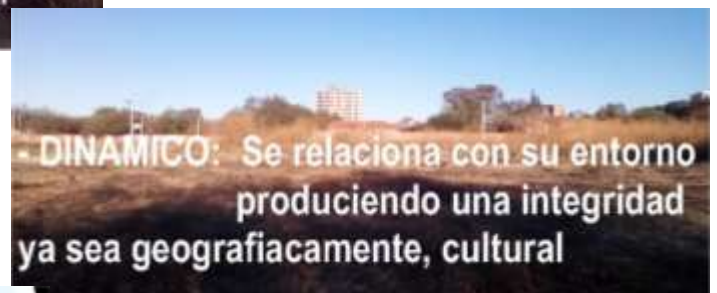 - DINAMICO: Se relaciona con su entorno
produciendo una integridad
ya sea geografiacamente, cultural